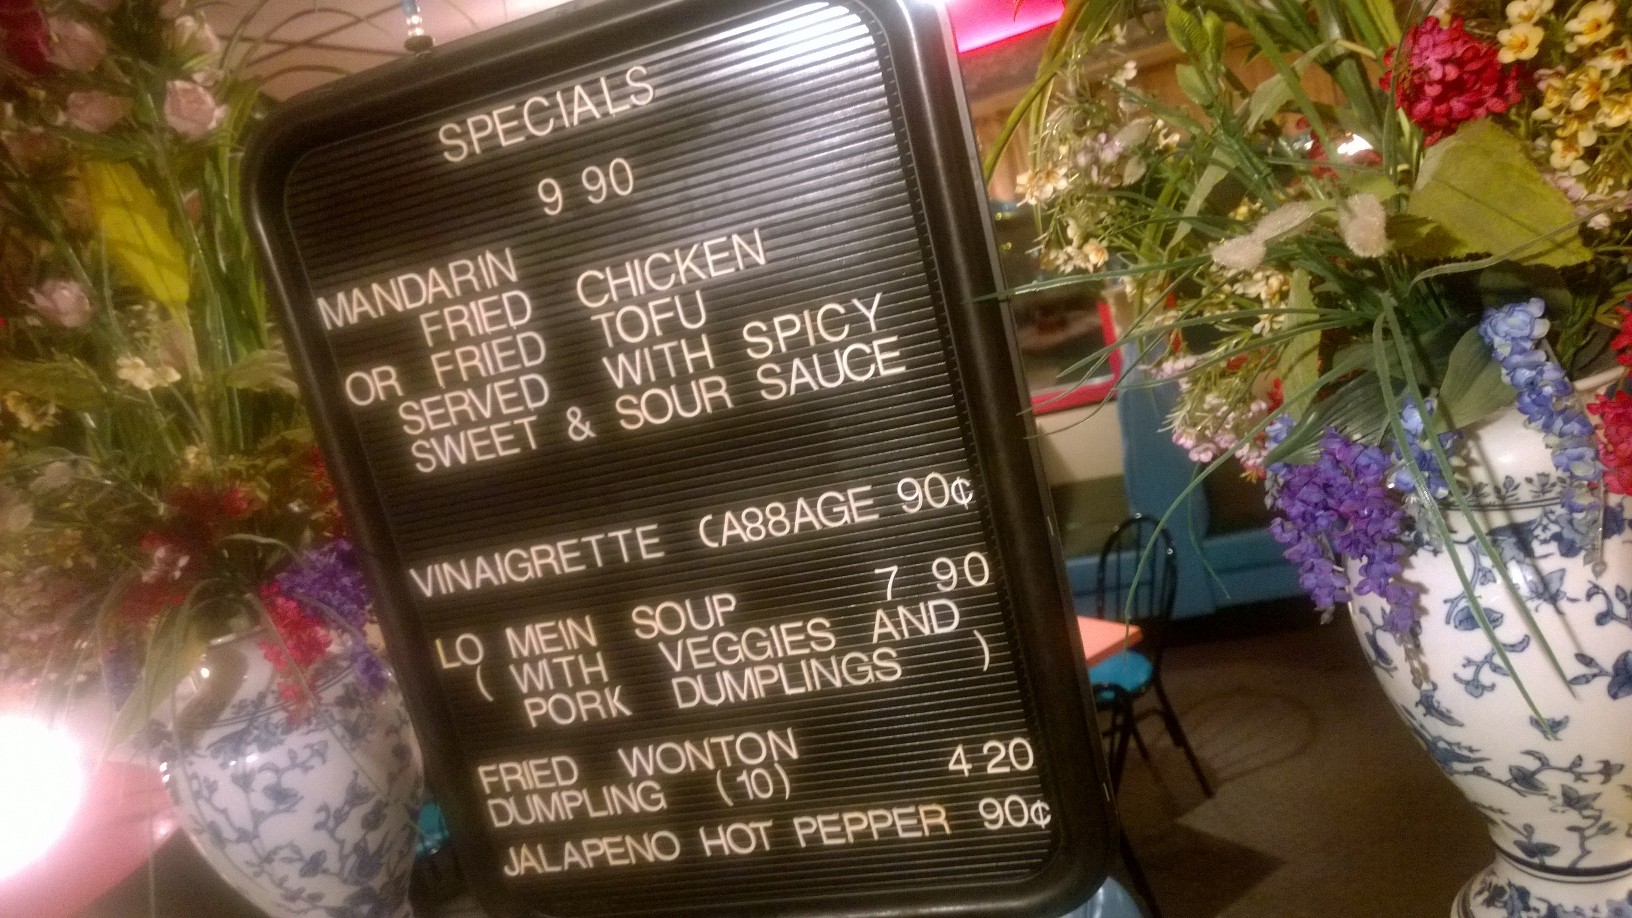 SPECIALS
9 90
MANDARIN
FRIED CHICKEN
OR FRIED TOFU
SERVED WITH SPICY
SWEET & SOUR SAUCE
VINAIGRETTE CA88AGE 90¢
LO MEIN SOUP 7 90
( WITH VEGGIES AND
PORK DUMPLINGS )
FRIED WONTON
DUMPLING (10) 4 20
JALAPENO HOT PEPPER 90¢